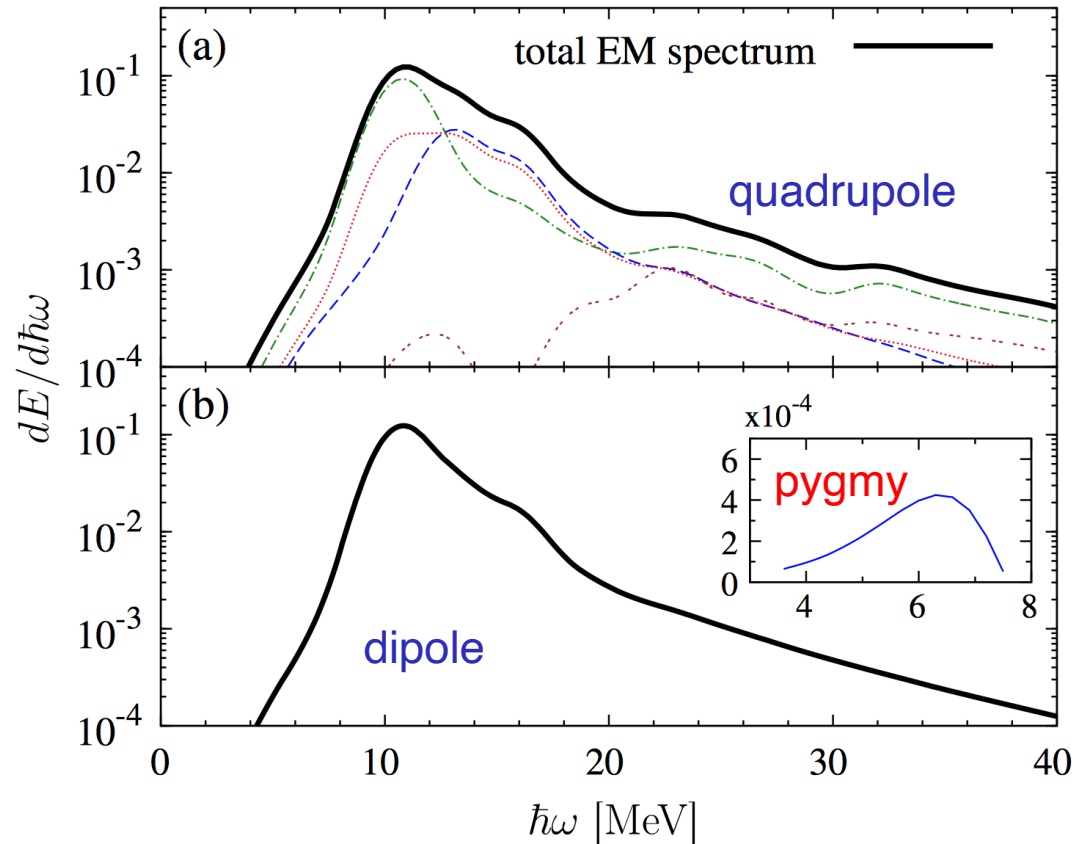 (a)
total EM spectrum
quadrupole
10⁻¹
10⁻²
10⁻³
10⁻⁴
dE/dħω
(b)
10⁻¹
10⁻²
10⁻³
10⁻⁴
dipole
x10⁻⁴
pygmy
6
4
2
0
4 6 8
0 10 20 30 40
ħω [MeV]